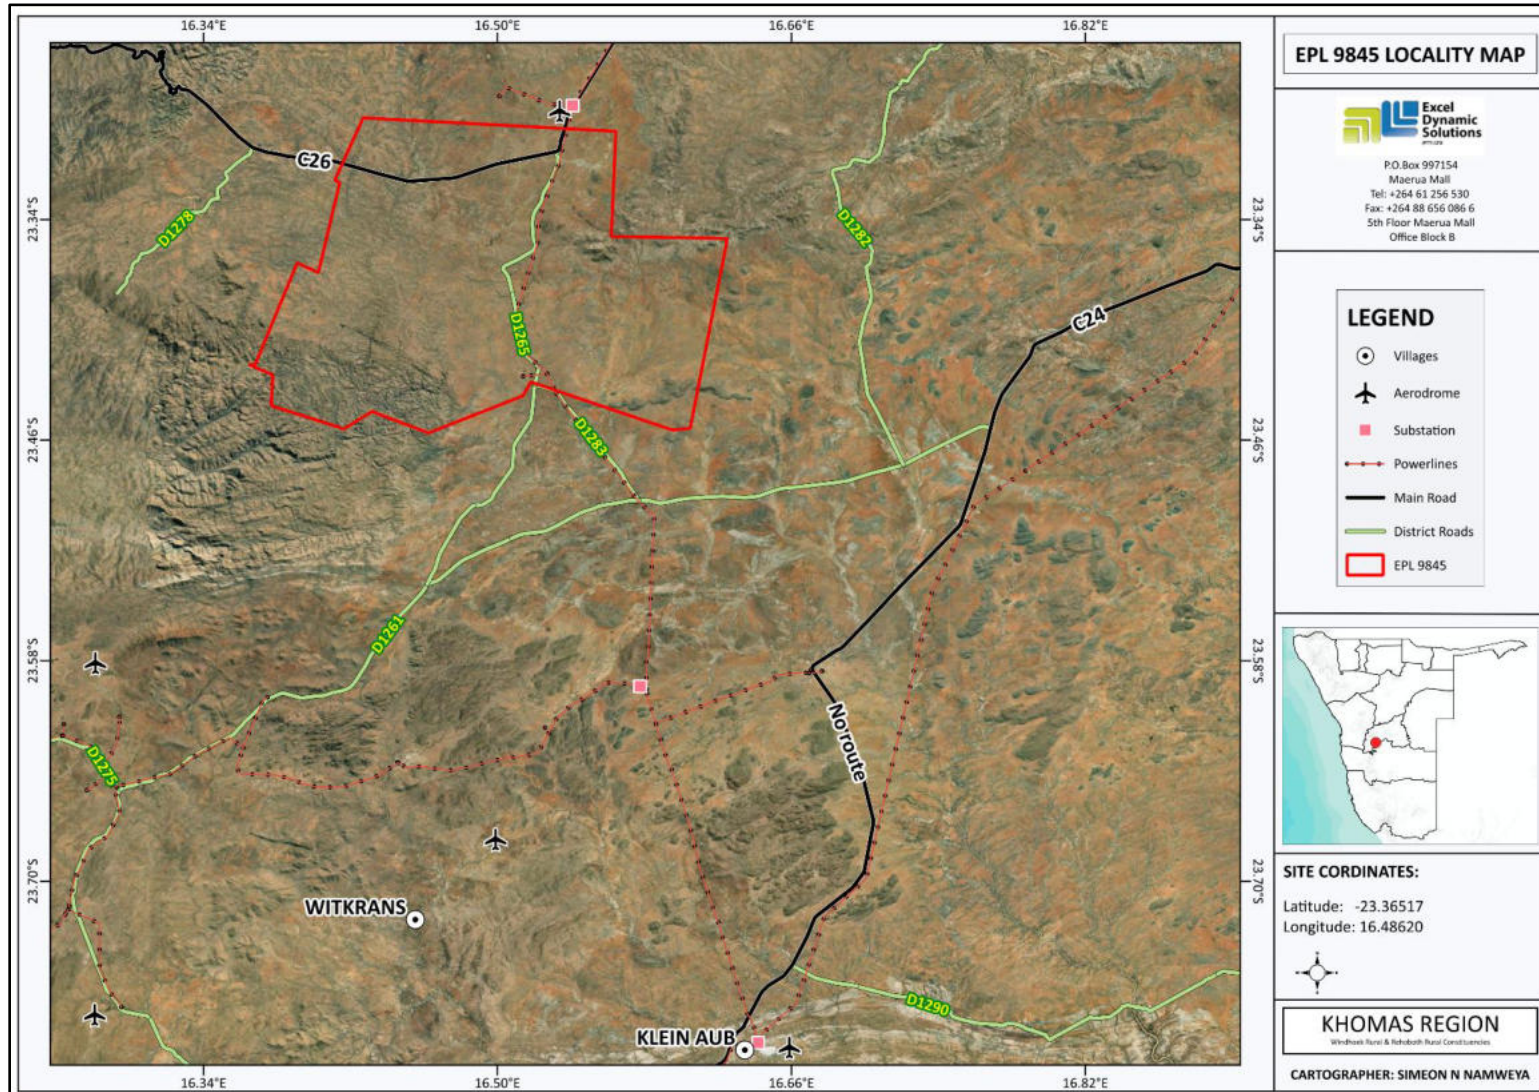 16.34°E
16.50°E
16.66°E
16.82°E
23.34°S
23.46°S
23.58°S
23.70°S
23.34°S
23.46°S
23.58°S
23.70°S
C26
D1278
D1282
D1265
C24
D1283
D1261
No route
D1275
WITKRANS
D1290
KLEIN AUB
16.34°E
16.50°E
16.66°E
16.82°E
EPL 9845 LOCALITY MAP
Excel
Dynamic
Solutions
P.O.Box 997154
Maerua Mall
Tel: +264 61 256 530
Fax: +264 88 656 086 6
5th Floor Maerua Mall
Office Block B
LEGEND
Villages
Aerodrome
Substation
Powerlines
Main Road
District Roads
EPL 9845
SITE CORDINATES:
Latitude: -23.36517
Longitude: 16.48620
KHOMAS REGION
Windhoek Rural & Rehoboth Rural Constituencies
CARTOGRAPHER: SIMEON N NAMWEYA